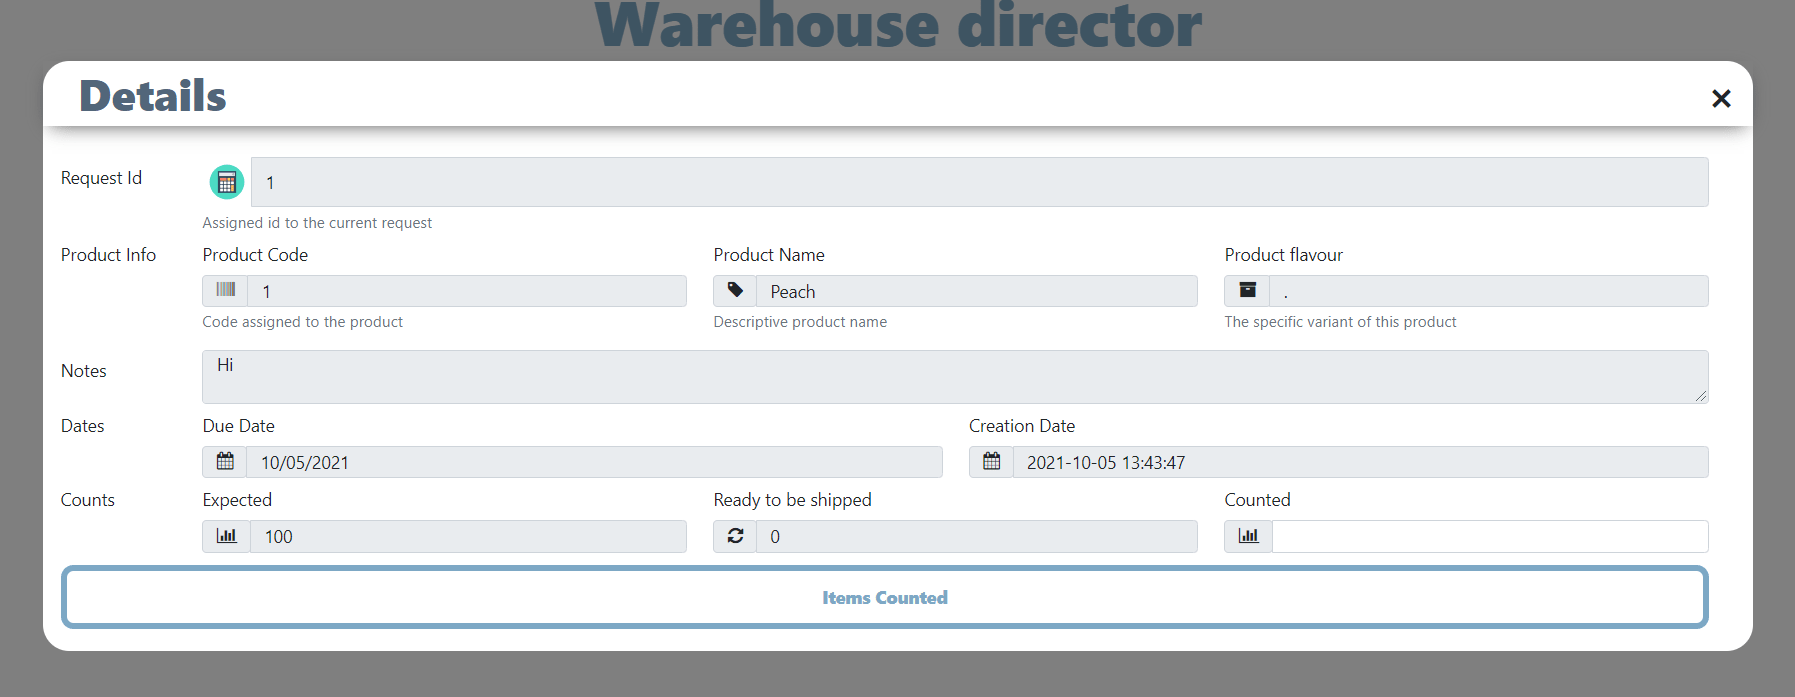 Warehouse director
Details
Request Id
1
Assigned id to the current request
Product Info
Product Code
Product Name
Product flavour
1
Peach
.
Code assigned to the product
Descriptive product name
The specific variant of this product
Notes
Hi
Dates
Due Date
Creation Date
10/05/2021
2021-10-05 13:43:47
Counts
Expected
Ready to be shipped
Counted
100
0
Items Counted